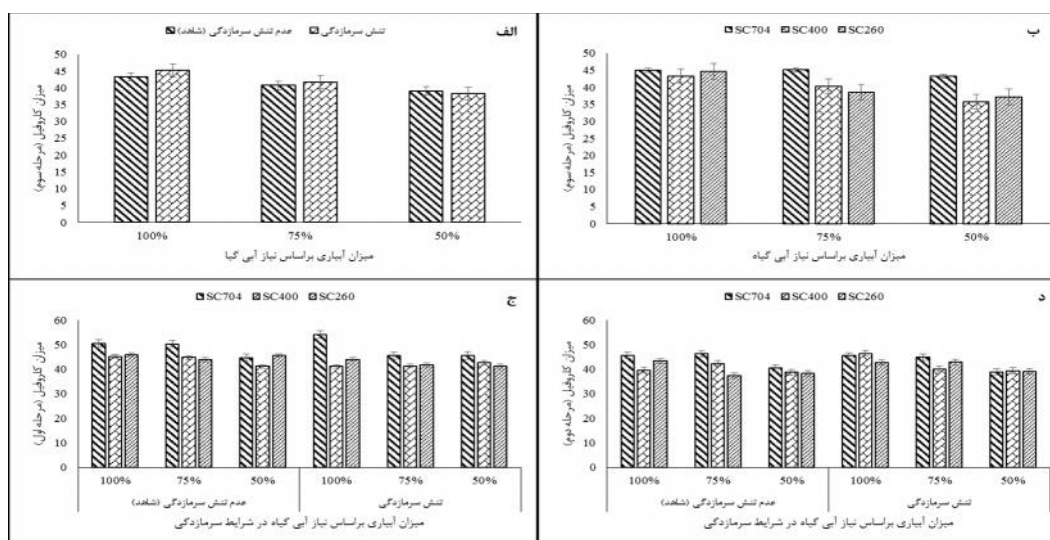 الف
عدم تنش سرمازدگی (شاهد) تنش سرمازدگی
میزان کلروفیل (مرحله سوم)
50
45
40
35
30
25
20
15
10
5
0
100% 75% 50%
میزان آبیاری براساس نیاز آبی گیا
ب
SC704 SC400 SC260
میزان کلروفیل (مرحله سوم)
50
45
40
35
30
25
20
15
10
5
0
100% 75% 50%
میزان آبیاری براساس نیاز آبی گیاه
ج
SC704 SC400 SC260
میزان کلروفیل (مرحله اول)
60
50
40
30
20
10
0
100% 75% 50% 100% 75% 50%
عدم تنش سرمازدگی (شاهد) تنش سرمازدگی
میزان آبیاری براساس نیاز آبی گیاه در شرایط سرمازدگی
د
SC704 SC400 SC260
میزان کلروفیل (مرحله دوم)
60
50
40
30
20
10
0
100% 75% 50% 100% 75% 50%
عدم تنش سرمازدگی (شاهد) تنش سرمازدگی
میزان آبیاری براساس نیاز آبی گیاه در شرایط سرمازدگی